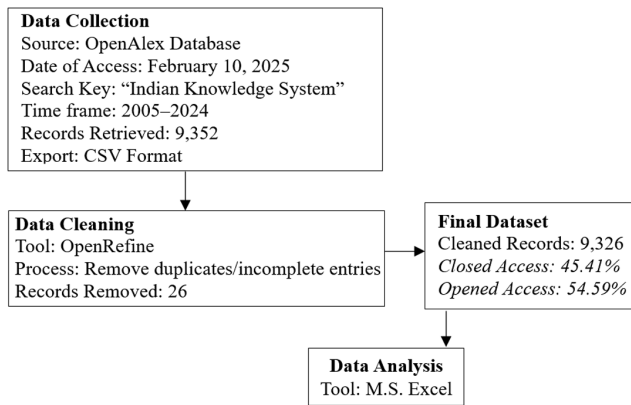 Data Collection
Source: OpenAlex Database
Date of Access: February 10, 2025
Search Key: “Indian Knowledge System”
Time frame: 2005–2024
Records Retrieved: 9,352
Export: CSV Format
Data Cleaning
Tool: OpenRefine
Process: Remove duplicates/incomplete entries
Records Removed: 26
Final Dataset
Cleaned Records: 9,326
Closed Access: 45.41%
Opened Access: 54.59%
Data Analysis
Tool: M.S. Excel